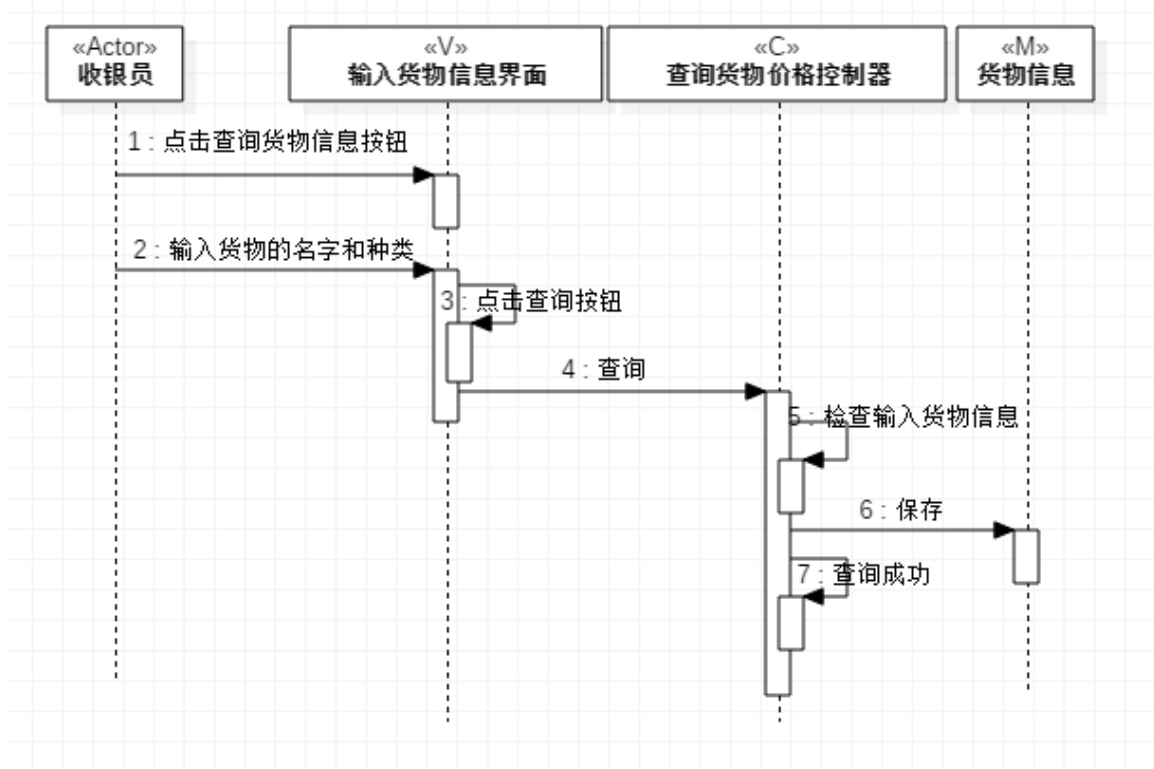 «Actor»
收银员
«V»
输入货物信息界面
«C»
查询货物价格控制器
«M»
货物信息
1 : 点击查询货物信息按钮
2 : 输入货物的名字和种类
3 : 点击查询按钮
4 : 查询
5 : 检查输入货物信息
6 : 保存
7 : 查询成功